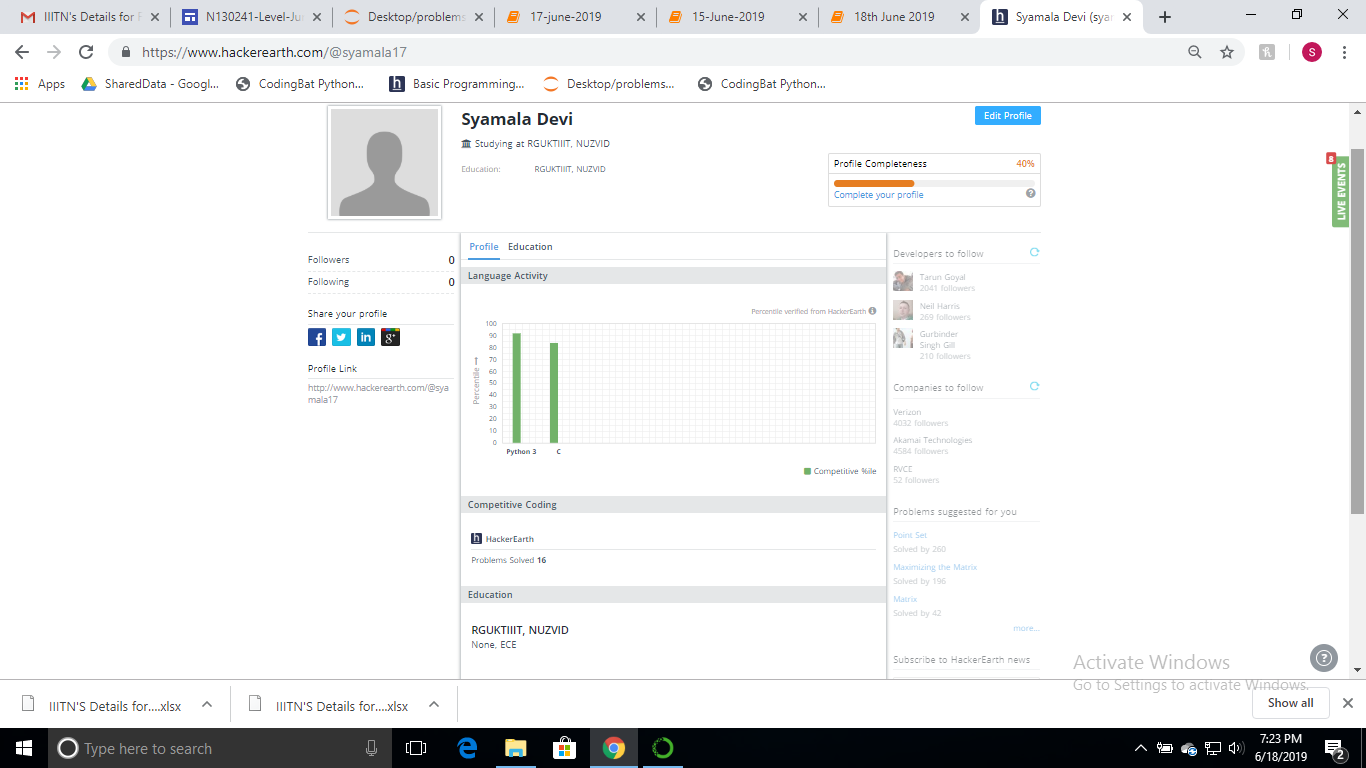 IIITN's Details for F
N130241-Level-Ju
Desktop/problems
17-june-2019
15-June-2019
18th June 2019
Syamala Devi (sya
https://www.hackerearth.com/@syamala17
S
Apps
SharedData - Googl...
CodingBat Python...
Basic Programming...
Desktop/problems...
CodingBat Python...
Syamala Devi
Edit Profile
Studying at RGUKTIIIT, NUZVID
Education: RGUKTIIIT, NUZVID
Profile Completeness 40%
Complete your profile
8
LIVE EVENTS
Followers 0
Following 0
Share your profile
Profile Link
http://www.hackerearth.com/@sya
mala17
Profile Education
Language Activity
Percentile verified from HackerEarth
Percentile
100
90
80
70
60
50
40
30
20
10
0
Python 3 C
Competitive %ile
Competitive Coding
HackerEarth
Problems Solved 16
Education
RGUKTIIIT, NUZVID
None, ECE
Developers to follow
Tarun Goyal
2041 followers
Neil Harris
269 followers
Gurbinder
Singh Gill
210 followers
Companies to follow
Verizon
4032 followers
Akamai Technologies
4584 followers
RVCE
52 followers
Problems suggested for you
Point Set
Solved by 260
Maximizing the Matrix
Solved by 196
Matrix
Solved by 42
more...
Subscribe to HackerEarth news
Activate Windows
Go to Settings to activate Windows.
IIITN'S Details for....xlsx
IIITN'S Details for....xlsx
Show all
Type here to search
7:23 PM
6/18/2019
2